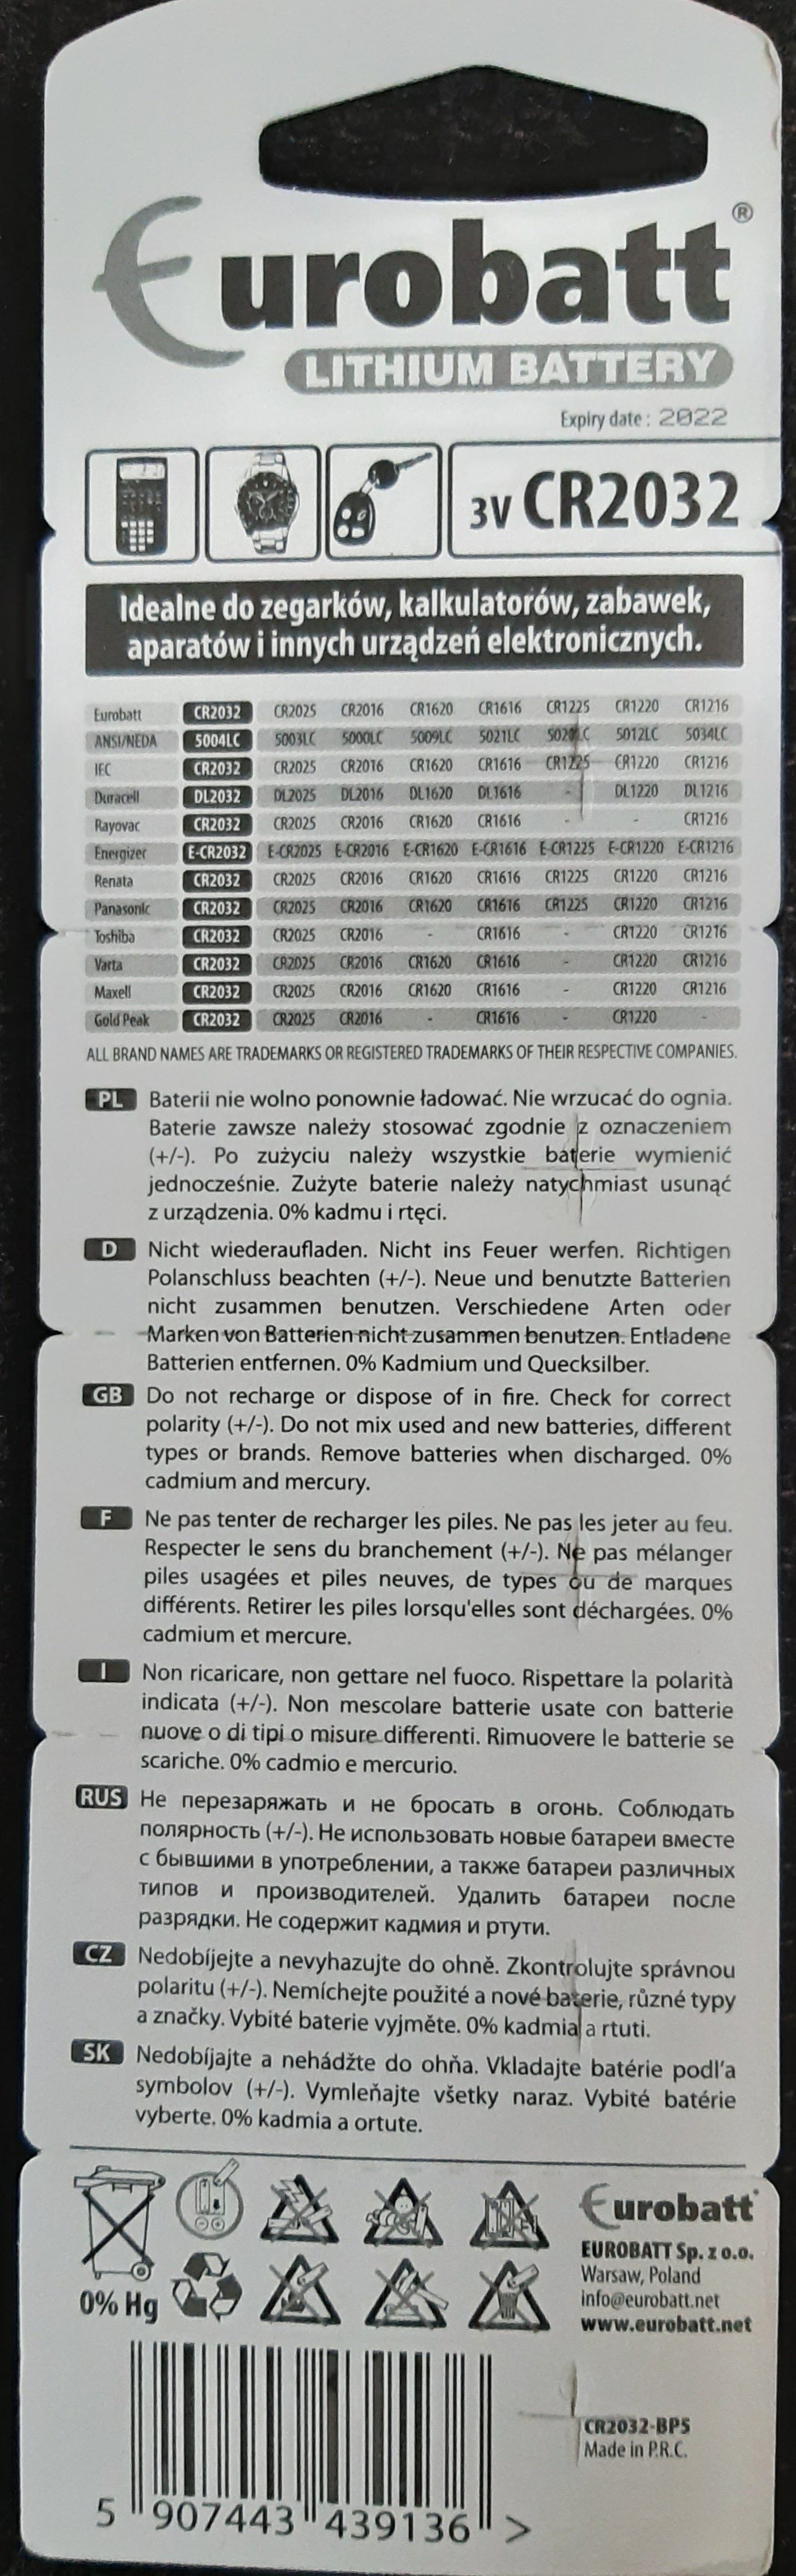 Eurobatt®
LITHIUM BATTERY
Expiry date : 2022
3V CR2032
Idealne do zegarków, kalkulatorów, zabawek,
aparatów i innych urządzeń elektronicznych.
Eurobatt CR2032 CR2025 CR2016 CR1620 CR1616 CR1225 CR1220 CR1216
ANSI/NEDA 5004LC 5003LC 5000LC 5009LC 5021LC 5020LC 5012LC 5034LC
IEC CR2032 CR2025 CR2016 CR1620 CR1616 CR1225 CR1220 CR1216
Duracell DL2032 DL2025 DL2016 DL1620 DL1616 - DL1220 DL1216
Rayovac CR2032 CR2025 CR2016 CR1620 CR1616 - - CR1216
Energizer E-CR2032 E-CR2025 E-CR2016 E-CR1620 E-CR1616 E-CR1225 E-CR1220 E-CR1216
Renata CR2032 CR2025 CR2016 CR1620 CR1616 CR1225 CR1220 CR1216
Panasonic CR2032 CR2025 CR2016 CR1620 CR1616 CR1225 CR1220 CR1216
Toshiba CR2032 CR2025 CR2016 - CR1616 - CR1220 CR1216
Varta CR2032 CR2025 CR2016 CR1620 CR1616 - CR1220 CR1216
Maxell CR2032 CR2025 CR2016 CR1620 CR1616 - CR1220 CR1216
Gold Peak CR2032 CR2025 CR2016 - CR1616 - CR1220 -
ALL BRAND NAMES ARE TRADEMARKS OR REGISTERED TRADEMARKS OF THEIR RESPECTIVE COMPANIES.
PL Baterii nie wolno ponownie ładować. Nie wrzucać do ognia.
Baterie zawsze należy stosować zgodnie z oznaczeniem
(+/-). Po zużyciu należy wszystkie baterie wymienić
jednocześnie. Zużyte baterie należy natychmiast usunąć
z urządzenia. 0% kadmu i rtęci.
D Nicht wiederaufladen. Nicht ins Feuer werfen. Richtigen
Polanschluss beachten (+/-). Neue und benutzte Batterien
nicht zusammen benutzen. Verschiedene Arten oder
Marken von Batterien nicht zusammen benutzen. Entladene
Batterien entfernen. 0% Kadmium und Quecksilber.
GB Do not recharge or dispose of in fire. Check for correct
polarity (+/-). Do not mix used and new batteries, different
types or brands. Remove batteries when discharged. 0%
cadmium and mercury.
F Ne pas tenter de recharger les piles. Ne pas les jeter au feu.
Respecter le sens du branchement (+/-). Ne pas mélanger
piles usagées et piles neuves, de types ou de marques
différents. Retirer les piles lorsqu'elles sont déchargées. 0%
cadmium et mercure.
I Non ricaricare, non gettare nel fuoco. Rispettare la polarità
indicata (+/-). Non mescolare batterie usate con batterie
nuove o di tipi o misure differenti. Rimuovere le batterie se
scariche. 0% cadmio e mercurio.
RUS Не перезаряжать и не бросать в огонь. Соблюдать
полярность (+/-). Не использовать новые батареи вместе
с бывшими в употреблении, а также батареи различных
типов и производителей. Удалить батареи после
разрядки. Не содержит кадмия и ртути.
CZ Nedobíjejte a nevyhazujte do ohně. Zkontrolujte správnou
polaritu (+/-). Nemíchejte použité a nové baterie, různé typy
a značky. Vybité baterie vyjměte. 0% kadmia a rtuti.
SK Nedobíjajte a nehádžte do ohňa. Vkladajte batérie podl'a
symbolov (+/-). Vymleňajte všetky naraz. Vybité batérie
vyberte. 0% kadmia a ortute.
0% Hg
Eurobatt
EUROBATT Sp. z o.o.
Warsaw, Poland
info@eurobatt.net
www.eurobatt.net
CR2032-BP5
Made in P.R.C.
5 907443 439136 >